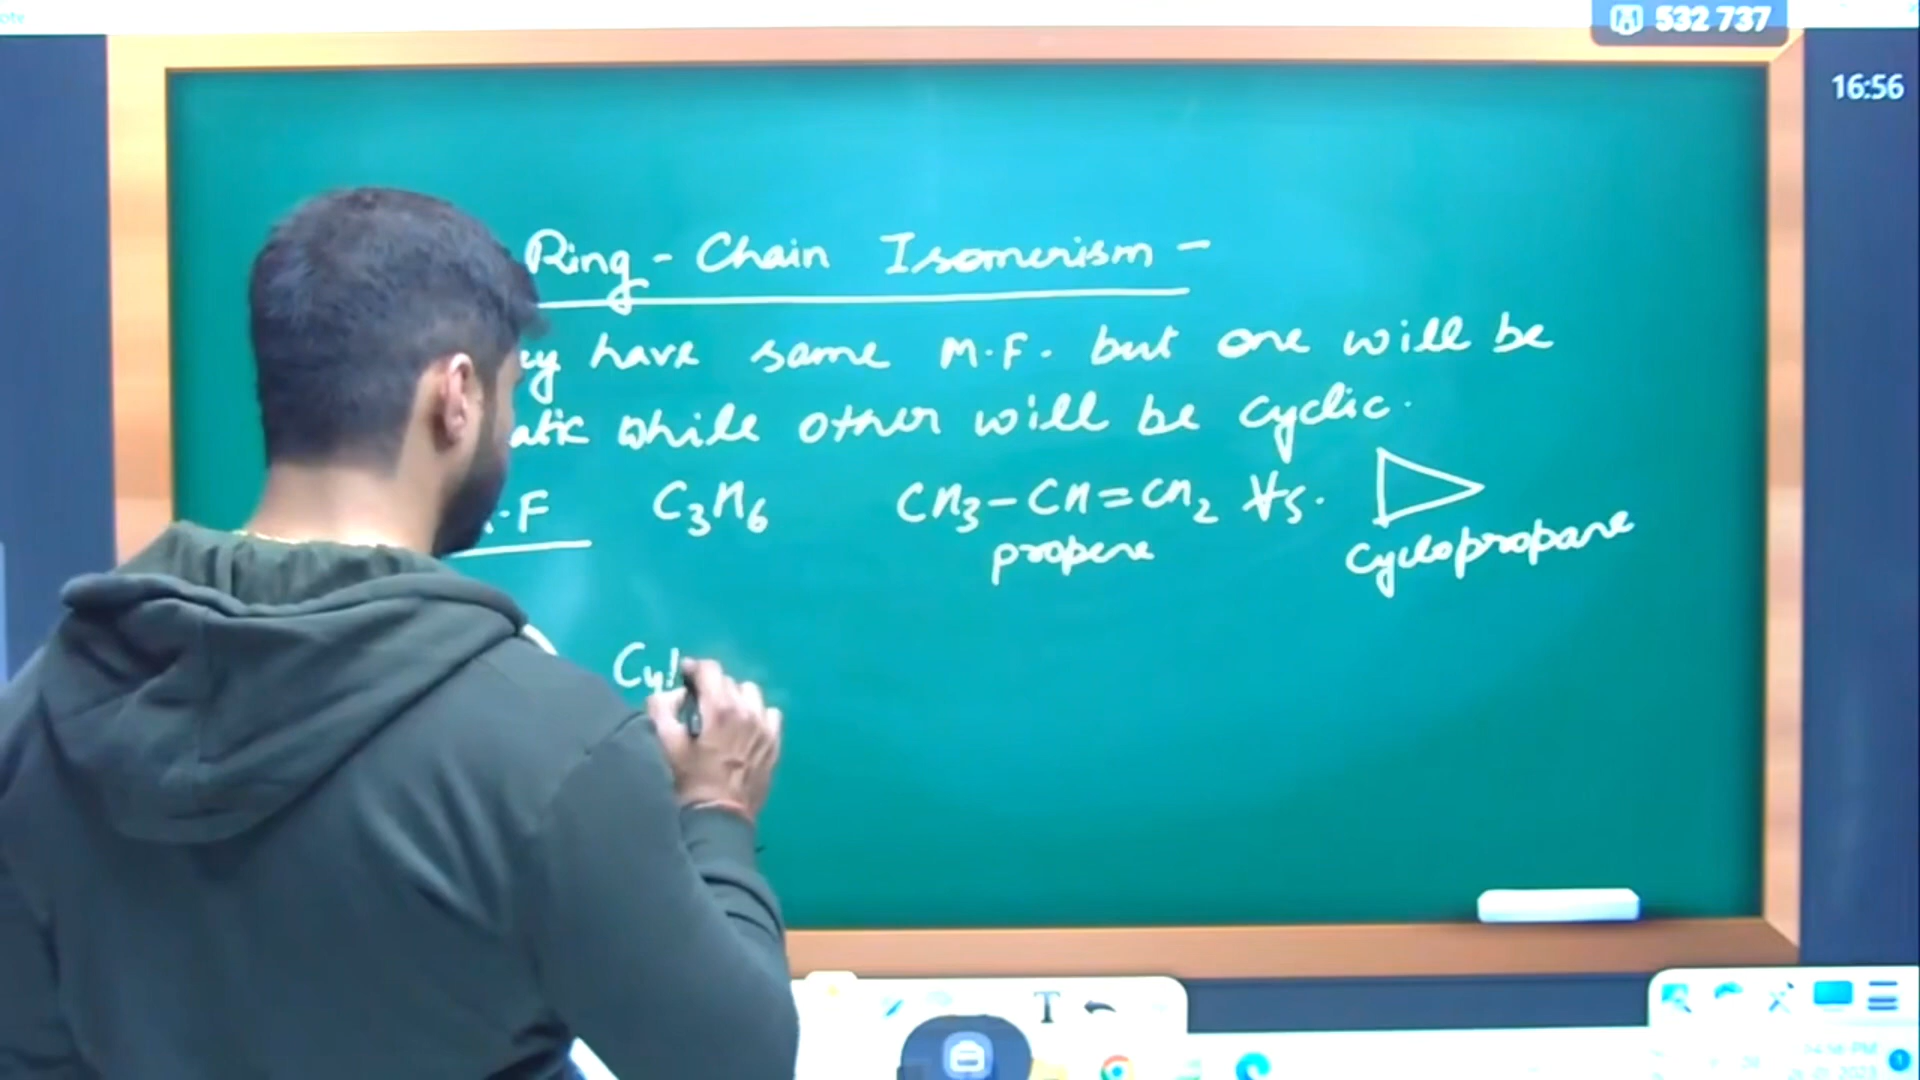 532 737
16:56
Ring - Chain Isomerism -
have same M.F. but one will be
while other will be cyclic.
C3H6 CH3-CH=CH2 Vs.
propene cyclopropane
T